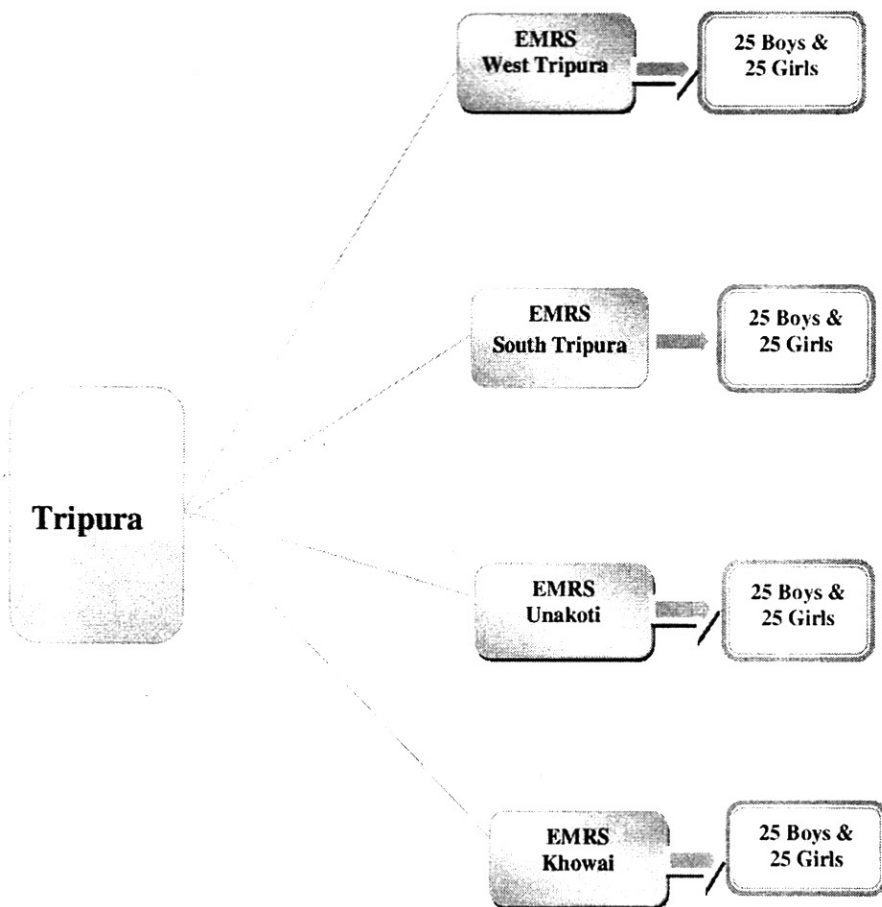 EMRS
West Tripura
25 Boys &
25 Girls
EMRS
South Tripura
25 Boys &
25 Girls
Tripura
EMRS
Unakoti
25 Boys &
25 Girls
EMRS
Khowai
25 Boys &
25 Girls